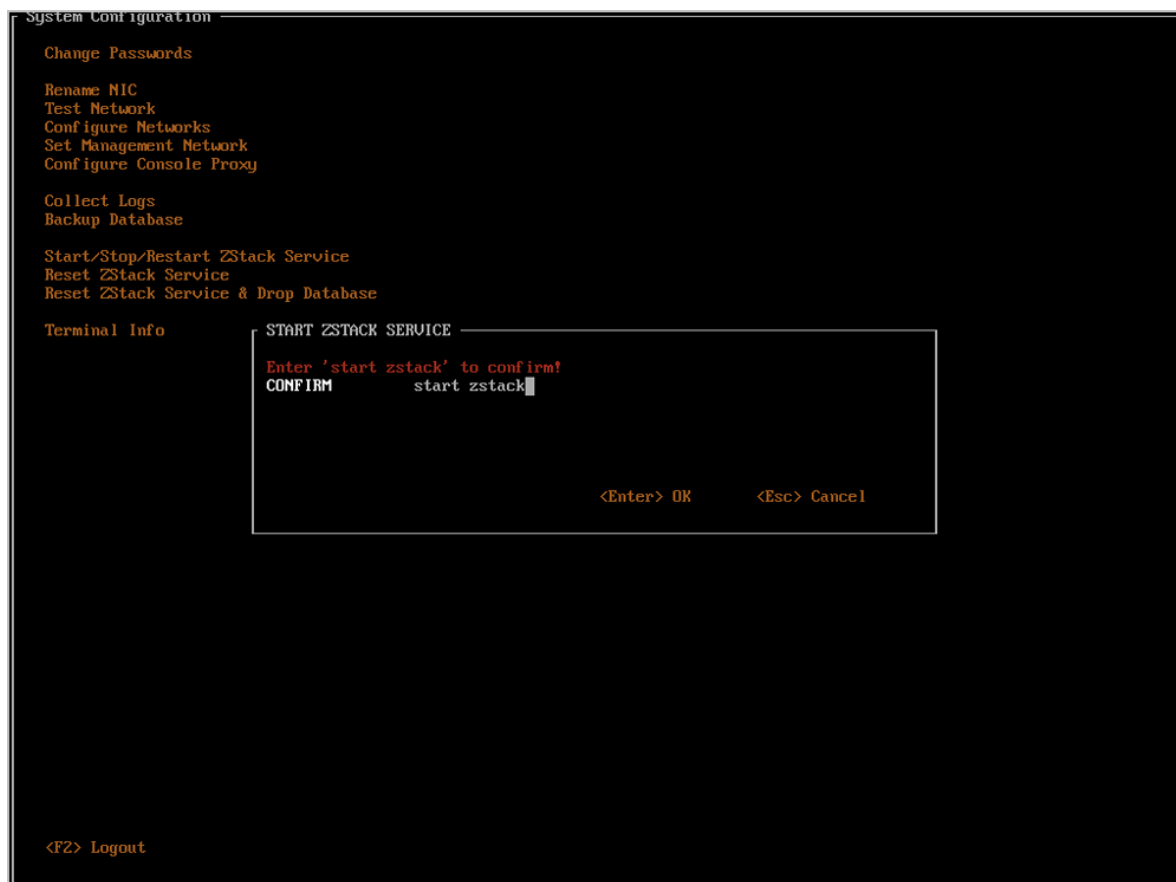 System Configuration
Change Passwords
Rename NIC
Test Network
Configure Networks
Set Management Network
Configure Console Proxy
Collect Logs
Backup Database
Start/Stop/Restart ZStack Service
Reset ZStack Service
Reset ZStack Service & Drop Database
Terminal Info
START ZSTACK SERVICE
Enter 'start zstack' to confirm!
CONFIRM start zstack
<Enter> OK <Esc> Cancel
<F2> Logout